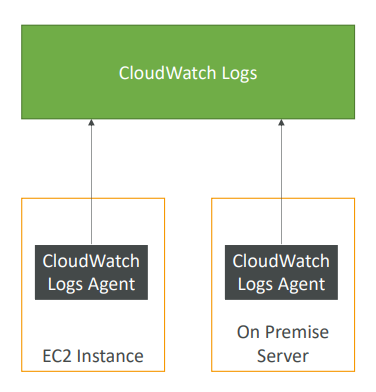 CloudWatch Logs
CloudWatch
Logs Agent
EC2 Instance
CloudWatch
Logs Agent
On Premise
Server